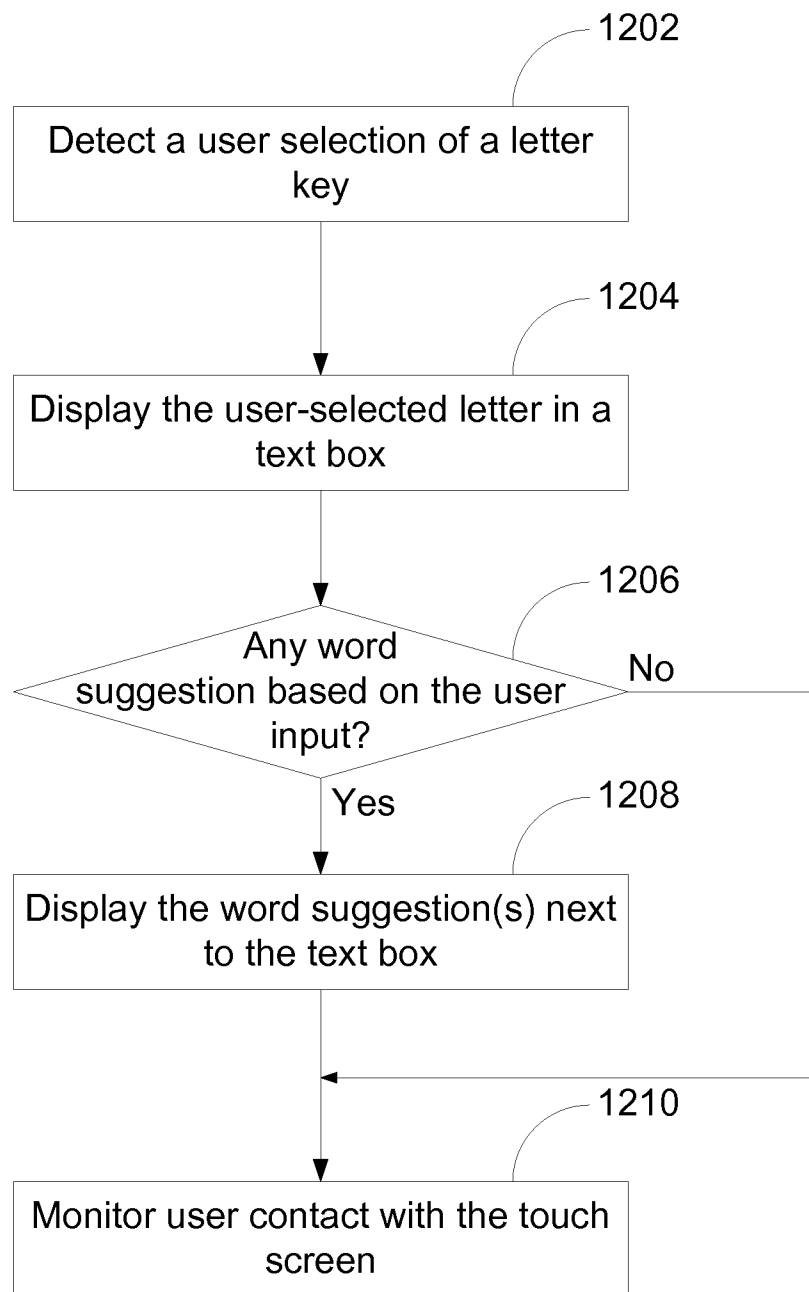 1202
Detect a user selection of a letter
key
1204
Display the user-selected letter in a
text box
1206
Any word
suggestion based on the user
input?
No
Yes
1208
Display the word suggestion(s) next
to the text box
1210
Monitor user contact with the touch
screen